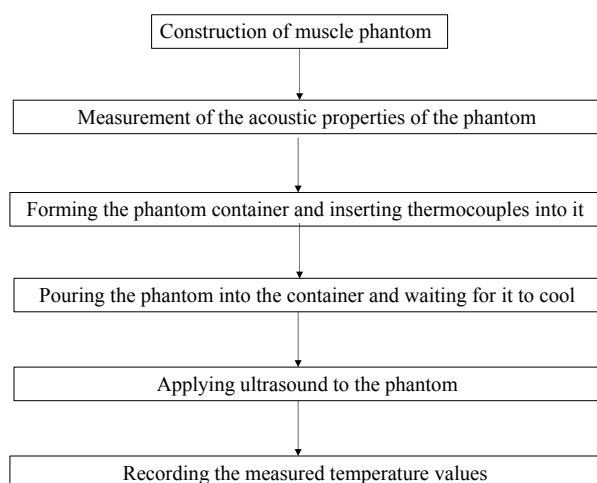 Construction of muscle phantom
Measurement of the acoustic properties of the phantom
Forming the phantom container and inserting thermocouples into it
Pouring the phantom into the container and waiting for it to cool
Applying ultrasound to the phantom
Recording the measured temperature values